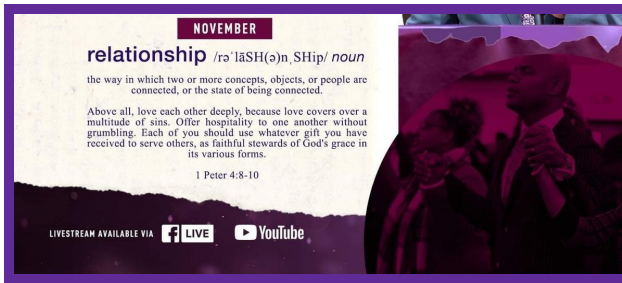 NOVEMBER
relationship /rəˈlāSH(ə)nˌSHip/ noun
the way in which two or more concepts, objects, or people are
connected, or the state of being connected.
Above all, love each other deeply, because love covers over a
multitude of sins. Offer hospitality to one another without
grumbling. Each of you should use whatever gift you have
received to serve others, as faithful stewards of God's grace in
its various forms.
1 Peter 4:8-10
LIVESTREAM AVAILABLE VIA f LIVE YouTube